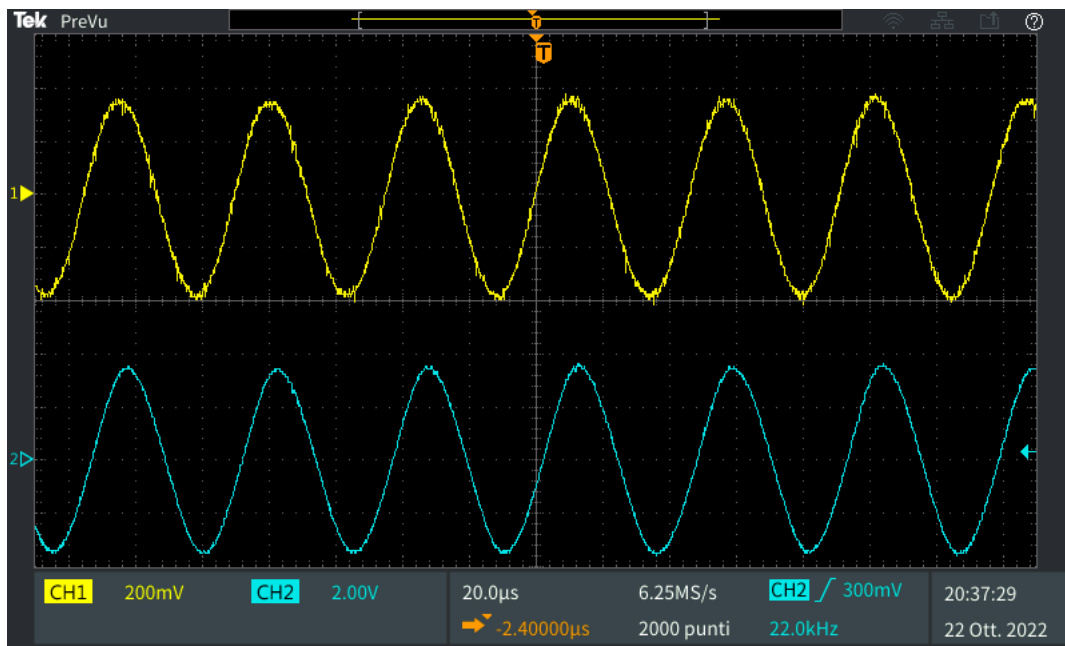 Tek PreVu
T
T
?
1
2
CH1 200mV CH2 2.00V 20.0µs 6.25MS/s CH2 300mV 20:37:29
-2.40000µs 2000 punti 22.0kHz 22 Ott. 2022